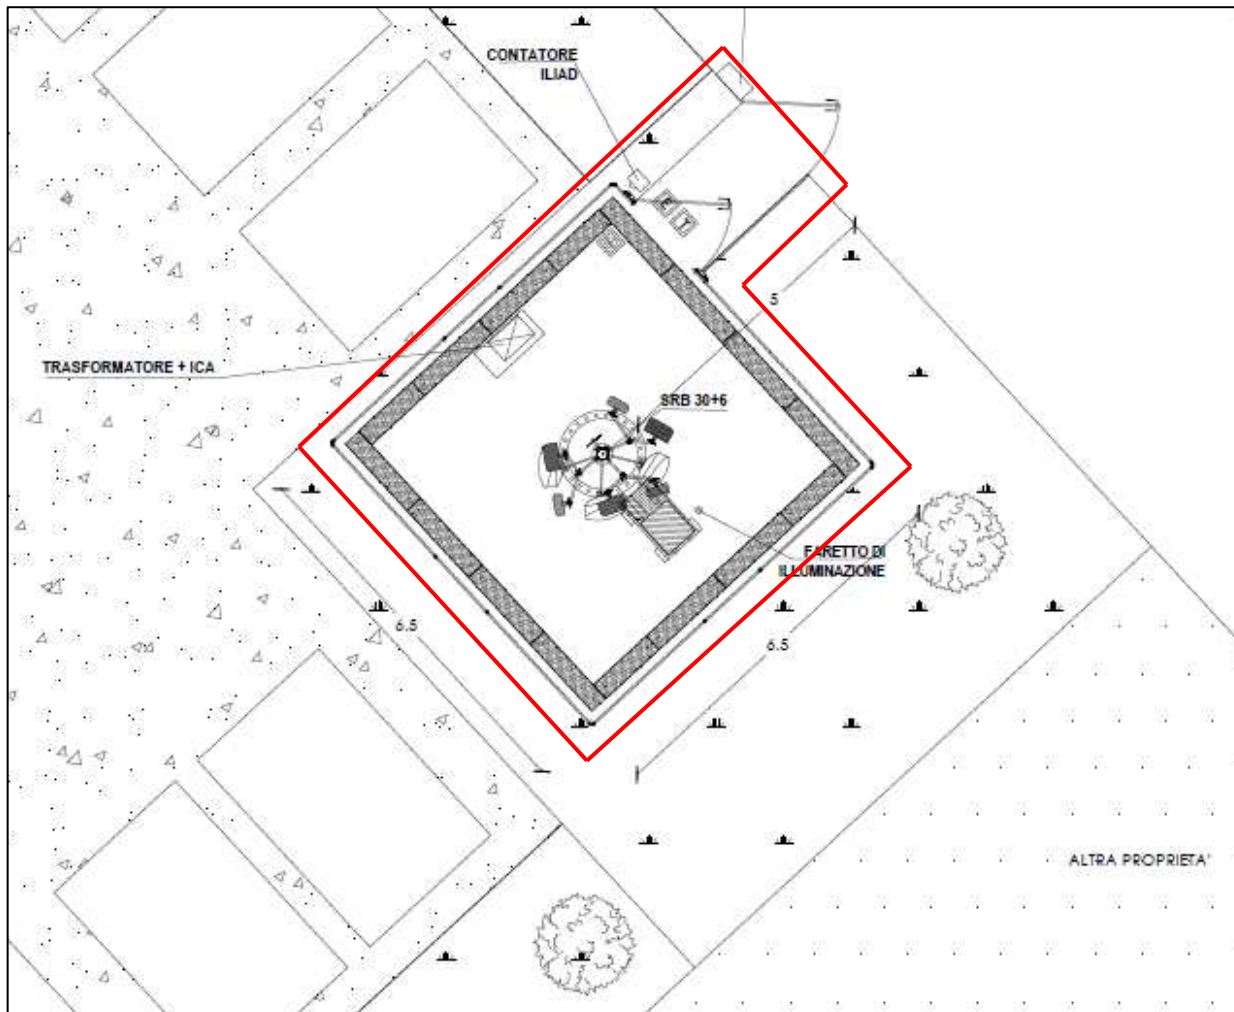 CONTATORE
ILIAD
E
T
5
TRASFORMATORE + ICA
SRB 30+6
FARETTO DI
ILLUMINAZIONE
6.5
6.5
ALTRA PROPRIETA'